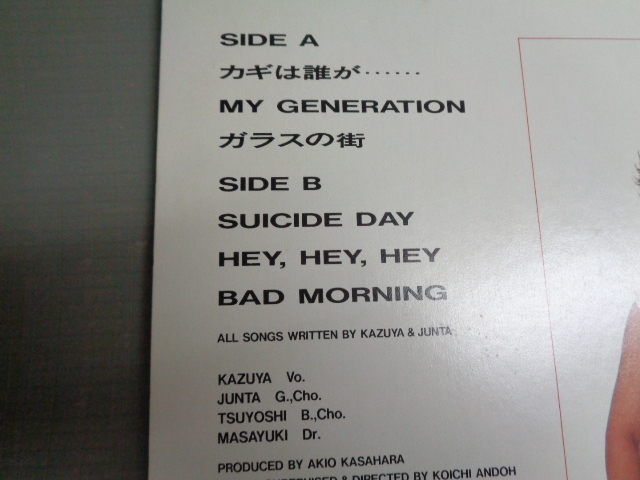 SIDE A
カギは誰が……
MY GENERATION
ガラスの街
SIDE B
SUICIDE DAY
HEY, HEY, HEY
BAD MORNING
ALL SONGS WRITTEN BY KAZUYA & JUNTA
KAZUYA Vo.
JUNTA G.,Cho.
TSUYOSHI B.,Cho.
MASAYUKI Dr.
PRODUCED BY AKIO KASAHARA
& DIRECTED BY KOICHI ANDOH